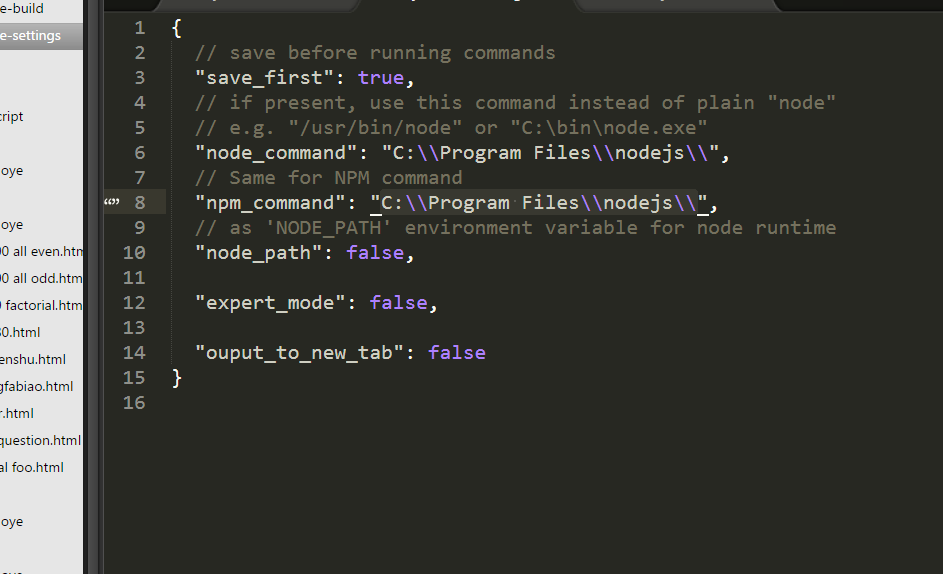 e-build
e-settings
cript
oye
oye
00 all even.htm
00 all odd.htm
factorial.htm
80.html
enshu.html
gfabiao.html
r.html
question.html
al foo.html
oye
1 {
2 // save before running commands
3 "save_first": true,
4 // if present, use this command instead of plain "node"
5 // e.g. "/usr/bin/node" or "C:\bin\node.exe"
6 "node_command": "C:\\Program Files\\nodejs\\",
7 // Same for NPM command
8 "npm_command": "C:\\Program Files\\nodejs\\",
9 // as 'NODE_PATH' environment variable for node runtime
10 "node_path": false,
11
12 "expert_mode": false,
13
14 "ouput_to_new_tab": false
15 }
16